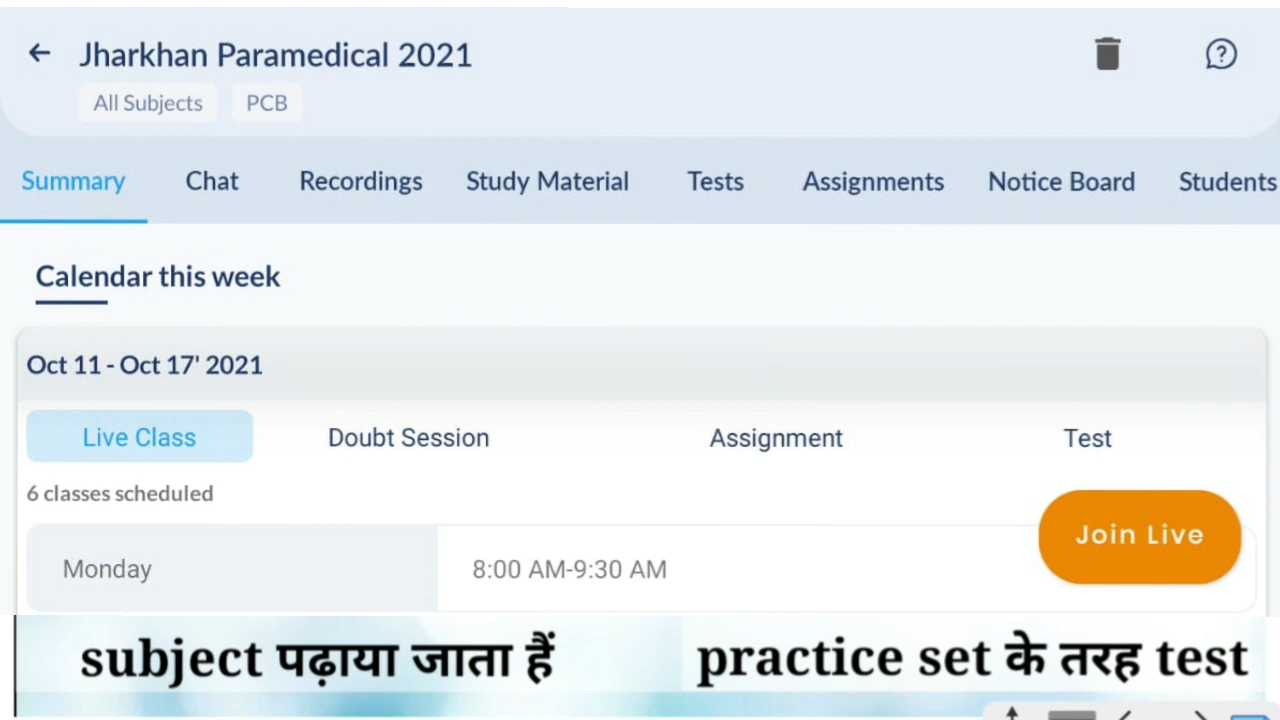 Jharkhan Paramedical 2021
All Subjects PCB
Summary Chat Recordings Study Material Tests Assignments Notice Board Students
Calendar this week
Oct 11 - Oct 17' 2021
Live Class Doubt Session Assignment Test
6 classes scheduled
Join Live
Monday 8:00 AM-9:30 AM
subject पढ़ाया जाता हैं practice set के तरह test